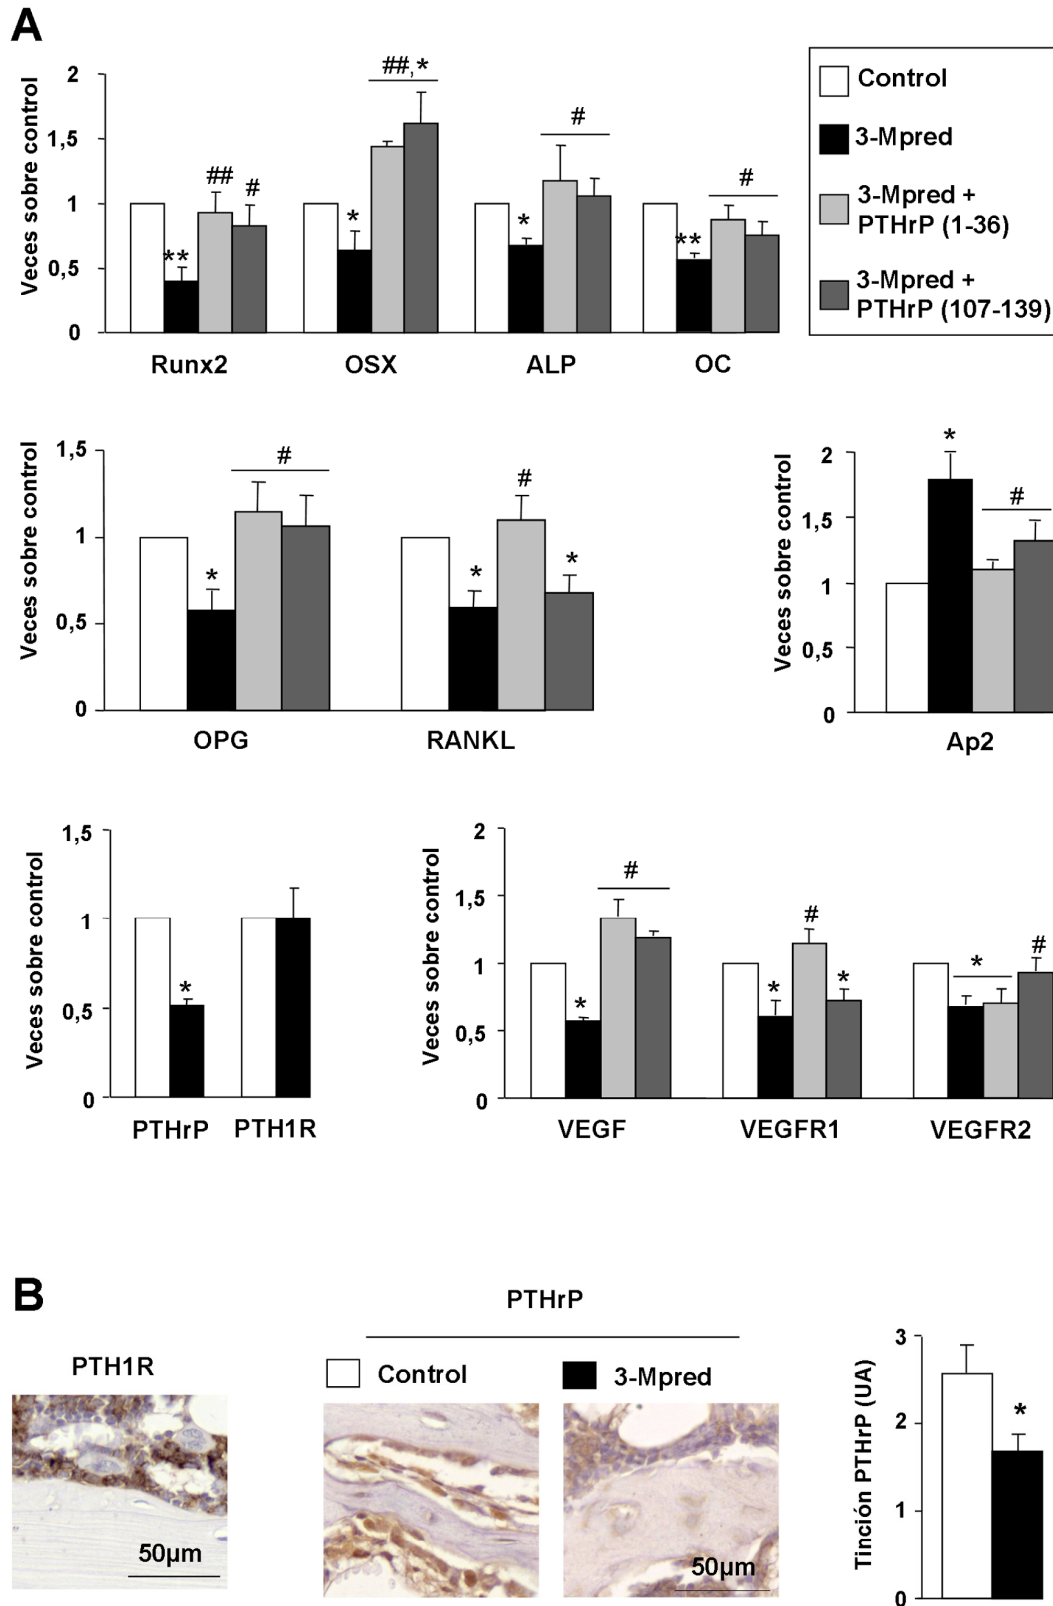 A
Veces sobre control
2
1,5
1
0,5
0
**
##
#
*
##,*
*
#
**
#
Runx2
OSX
ALP
OC
Control
3-Mpred
3-Mpred +
PTHrP (1-36)
3-Mpred +
PTHrP (107-139)
Veces sobre control
1,5
1
0,5
0
*
#
*
#
*
OPG
RANKL
Veces sobre control
2
1,5
1
0,5
0
*
#
Ap2
Veces sobre control
1,5
1
0,5
0
*
PTHrP
PTH1R
Veces sobre control
2
1,5
1
0,5
0
*
#
*
#
*
*
#
VEGF
VEGFR1
VEGFR2
B
PTH1R
50µm
PTHrP
Control
3-Mpred
50µm
Tinción PTHrP (UA)
3
2
1
0
*